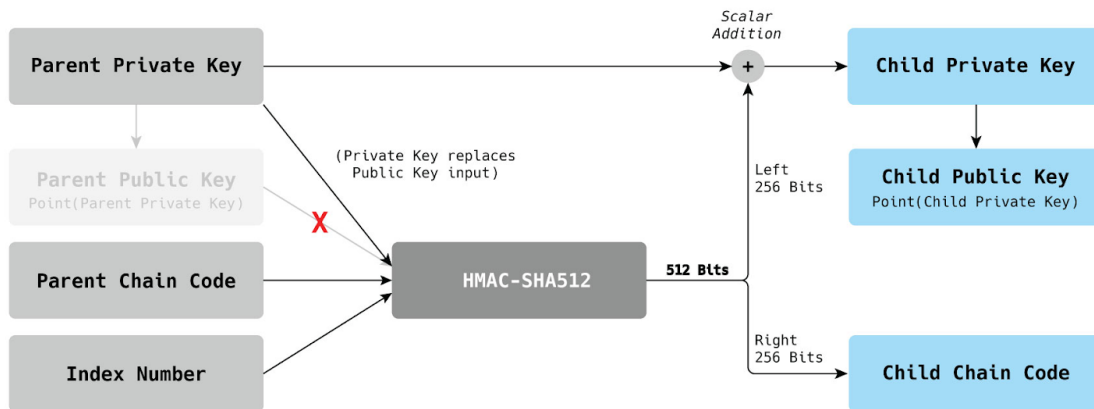 Scalar
Addition
Parent Private Key
+
Child Private Key
(Private Key replaces
Public Key input)
Parent Public Key
Point(Parent Private Key)
X
Left
256 Bits
Child Public Key
Point(Child Private Key)
Parent Chain Code
HMAC-SHA512
512 Bits
Index Number
Right
256 Bits
Child Chain Code